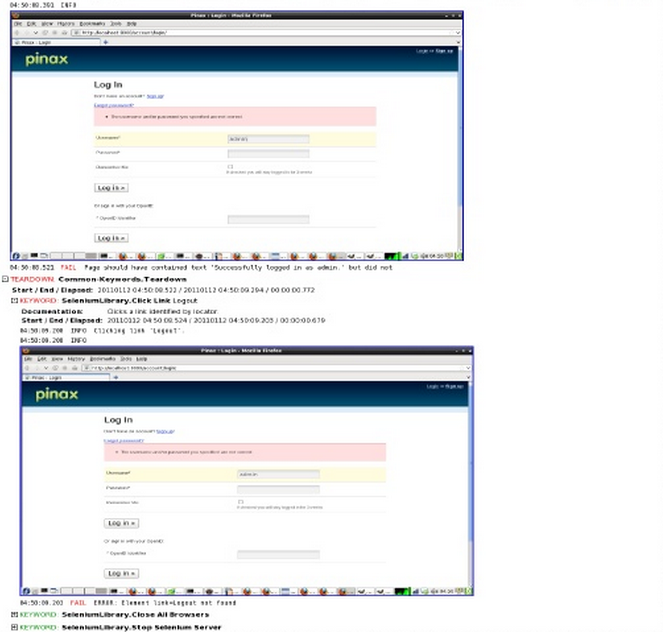 04:50:08.391 INFO
Pinax : Login - Mozilla Firefox
File Edit View History Bookmarks Tools Help
http://localhost:8000/account/login/
Pinax : Login
pinax
Login or Sign up
Log In
Don't have an account? Sign up!
Forgot password?
The username and/or password you specified are not correct.
Username*
admin
Password*
Remember Me
If checked you will stay logged in for 3 weeks
Log in »
Or sign in with your OpenID:
* OpenID Identifier
Log in »
04:50:08.521 FAIL Page should have contained text 'Successfully logged in as admin.' but did not
TEARDOWN: Common-Keywords.Teardown
Start / End / Elapsed: 20110112 04:50:08.522 / 20110112 04:50:09.294 / 00:00:00.772
KEYWORD: SeleniumLibrary.Click Link Logout
Documentation: Clicks a link identified by locator.
Start / End / Elapsed: 20110112 04:50:08.524 / 20110112 04:50:09.203 / 00:00:00.679
04:50:09.200 INFO Clicking link 'Logout'.
04:50:09.200 INFO
Pinax : Login - Mozilla Firefox
File Edit View History Bookmarks Tools Help
http://localhost:8000/account/login/
Pinax : Login
pinax
Login or Sign up
Log In
Don't have an account? Sign up!
Forgot password?
The username and/or password you specified are not correct.
Username*
admin
Password*
Remember Me
If checked you will stay logged in for 3 weeks
Log in »
Or sign in with your OpenID:
* OpenID Identifier
Log in »
04:50:09.203 FAIL ERROR: Element link=Logout not found
KEYWORD: SeleniumLibrary.Close All Browsers
KEYWORD: SeleniumLibrary.Stop Selenium Server